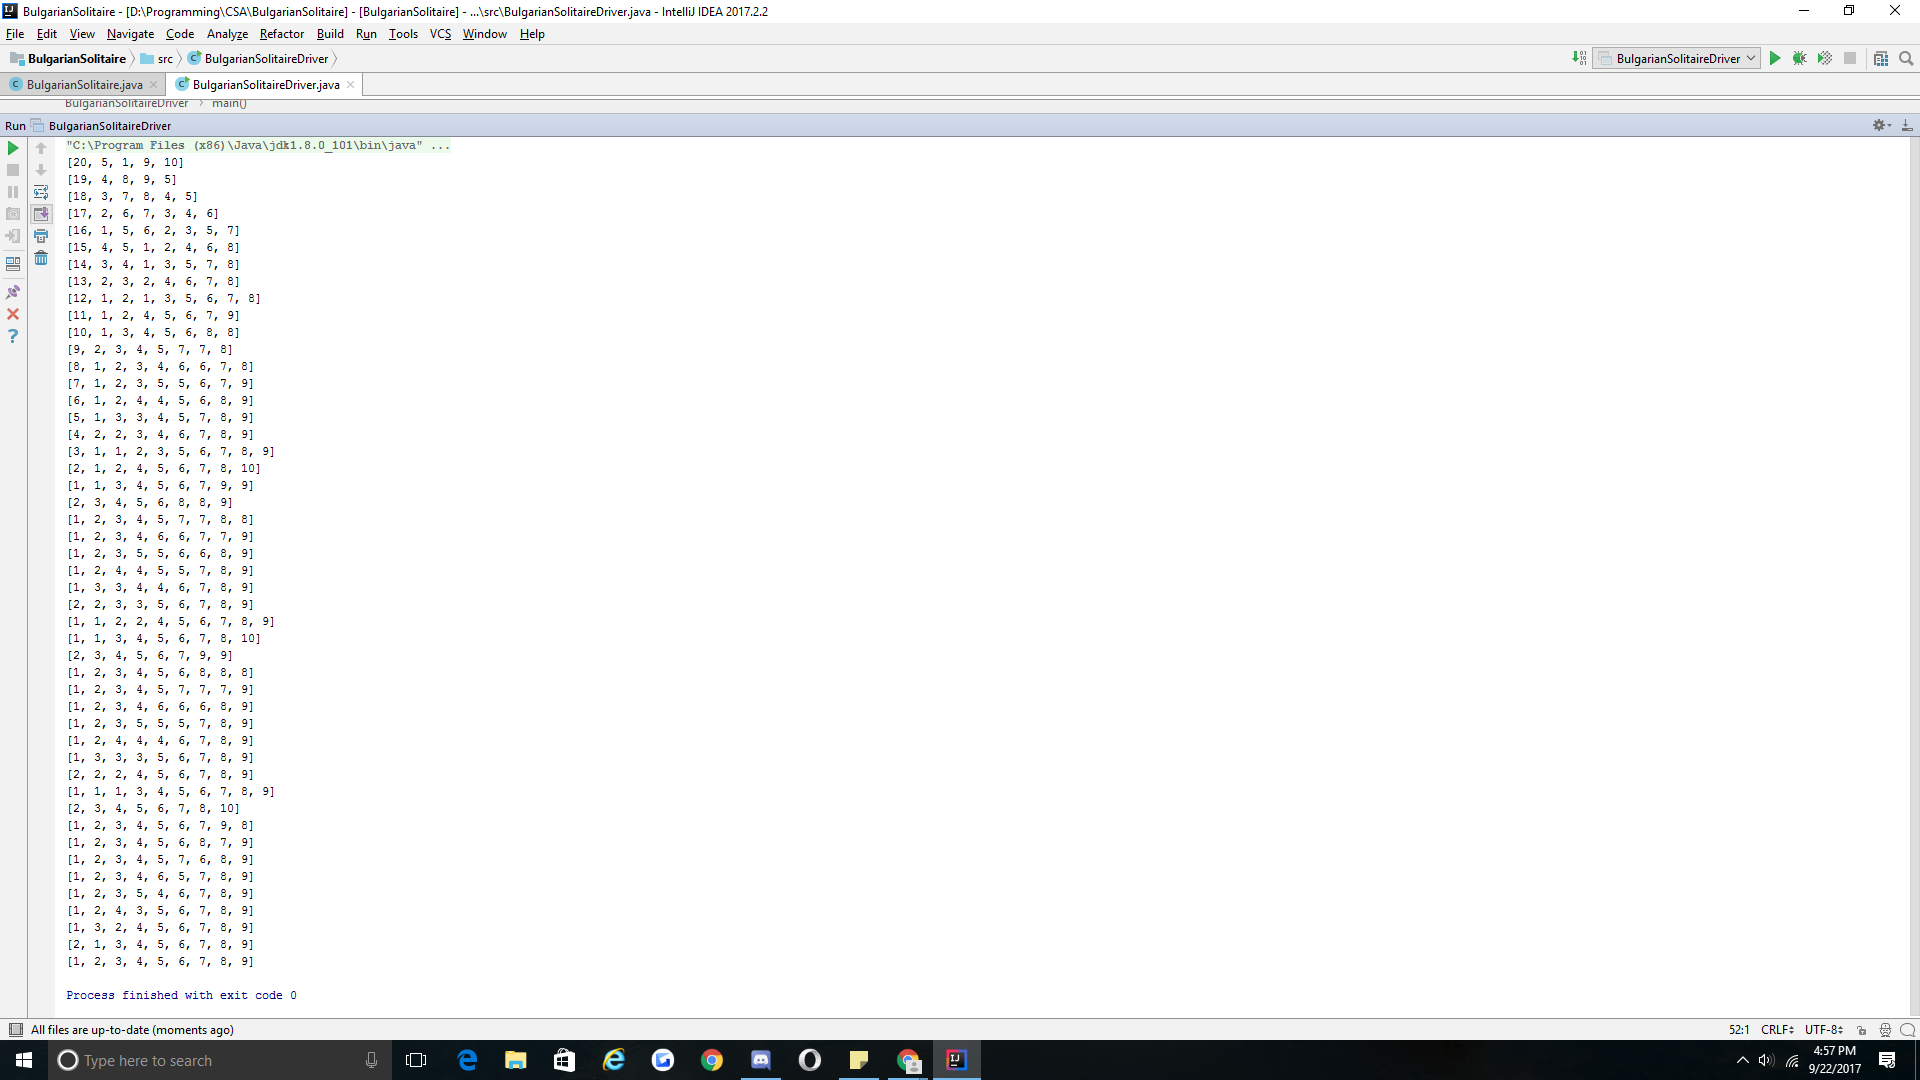 BulgarianSolitaire - [D:\Programming\CSA\BulgarianSolitaire] - [BulgarianSolitaire] - ...\src\BulgarianSolitaireDriver.java - IntelliJ IDEA 2017.2.2
File Edit View Navigate Code Analyze Refactor Build Run Tools VCS Window Help
BulgarianSolitaire src BulgarianSolitaireDriver BulgarianSolitaireDriver
BulgarianSolitaire.java BulgarianSolitaireDriver.java
BulgarianSolitaireDriver main()
Run BulgarianSolitaireDriver
"C:\Program Files (x86)\Java\jdk1.8.0_101\bin\java" ...
[20, 5, 1, 9, 10]
[19, 4, 8, 9, 5]
[18, 3, 7, 8, 4, 5]
[17, 2, 6, 7, 3, 4, 6]
[16, 1, 5, 6, 2, 3, 5, 7]
[15, 4, 5, 1, 2, 4, 6, 8]
[14, 3, 4, 1, 3, 5, 7, 8]
[13, 2, 3, 2, 4, 6, 7, 8]
[12, 1, 2, 1, 3, 5, 6, 7, 8]
[11, 1, 2, 4, 5, 6, 7, 9]
[10, 1, 3, 4, 5, 6, 8, 8]
[9, 2, 3, 4, 5, 7, 7, 8]
[8, 1, 2, 3, 4, 6, 6, 7, 8]
[7, 1, 2, 3, 5, 5, 6, 7, 9]
[6, 1, 2, 4, 4, 5, 6, 8, 9]
[5, 1, 3, 3, 4, 5, 7, 8, 9]
[4, 2, 2, 3, 4, 6, 7, 8, 9]
[3, 1, 1, 2, 3, 5, 6, 7, 8, 9]
[2, 1, 2, 4, 5, 6, 7, 8, 10]
[1, 1, 3, 4, 5, 6, 7, 9, 9]
[2, 3, 4, 5, 6, 8, 8, 9]
[1, 2, 3, 4, 5, 7, 7, 8, 8]
[1, 2, 3, 4, 6, 6, 7, 7, 9]
[1, 2, 3, 5, 5, 6, 6, 8, 9]
[1, 2, 4, 4, 5, 5, 7, 8, 9]
[1, 3, 3, 4, 4, 6, 7, 8, 9]
[2, 2, 3, 3, 5, 6, 7, 8, 9]
[1, 1, 2, 2, 4, 5, 6, 7, 8, 9]
[1, 1, 3, 4, 5, 6, 7, 8, 10]
[2, 3, 4, 5, 6, 7, 9, 9]
[1, 2, 3, 4, 5, 6, 8, 8, 8]
[1, 2, 3, 4, 5, 7, 7, 7, 9]
[1, 2, 3, 4, 6, 6, 6, 8, 9]
[1, 2, 3, 5, 5, 5, 7, 8, 9]
[1, 2, 4, 4, 4, 6, 7, 8, 9]
[1, 3, 3, 3, 5, 6, 7, 8, 9]
[2, 2, 2, 4, 5, 6, 7, 8, 9]
[1, 1, 1, 3, 4, 5, 6, 7, 8, 9]
[2, 3, 4, 5, 6, 7, 8, 10]
[1, 2, 3, 4, 5, 6, 7, 9, 8]
[1, 2, 3, 4, 5, 6, 8, 7, 9]
[1, 2, 3, 4, 5, 7, 6, 8, 9]
[1, 2, 3, 4, 6, 5, 7, 8, 9]
[1, 2, 3, 5, 4, 6, 7, 8, 9]
[1, 2, 4, 3, 5, 6, 7, 8, 9]
[1, 3, 2, 4, 5, 6, 7, 8, 9]
[2, 1, 3, 4, 5, 6, 7, 8, 9]
[1, 2, 3, 4, 5, 6, 7, 8, 9]
Process finished with exit code 0
All files are up-to-date (moments ago) 52:1 CRLF UTF-8
Type here to search
4:57 PM
9/22/2017